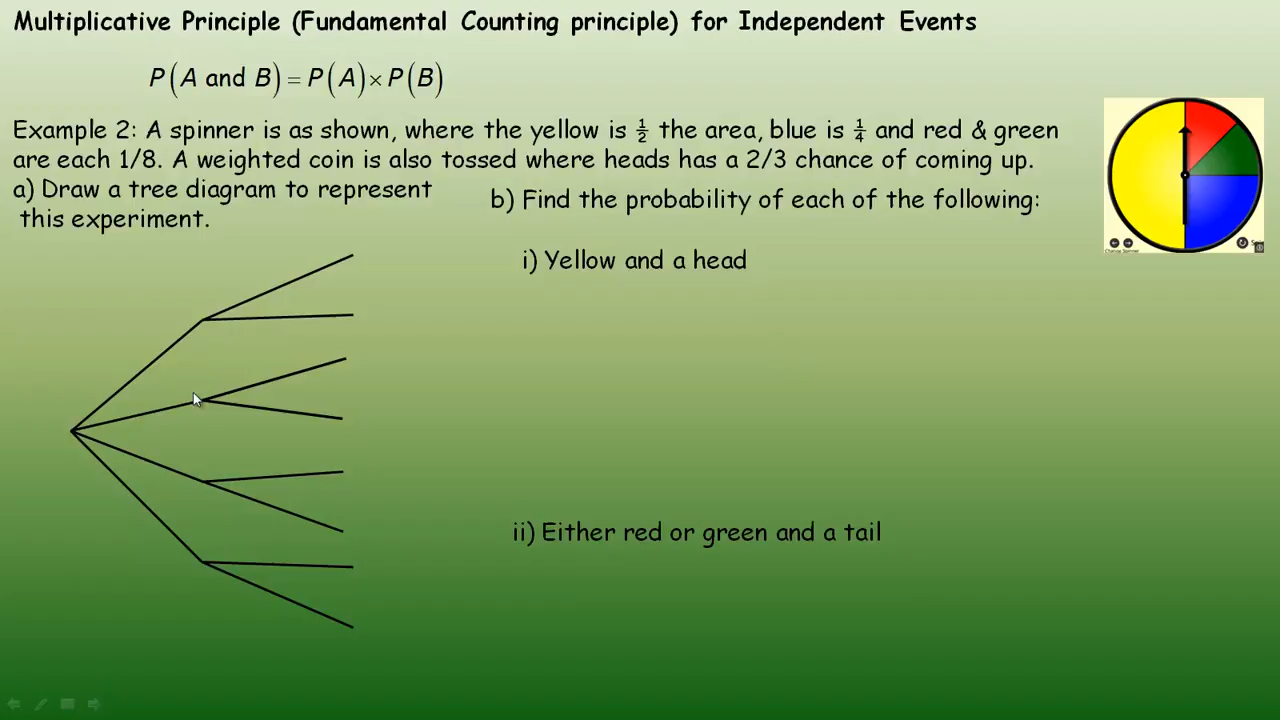 Multiplicative Principle (Fundamental Counting principle) for Independent Events
P(A and B) = P(A) × P(B)
Example 2: A spinner is as shown, where the yellow is ½ the area, blue is ¼ and red & green
are each 1/8. A weighted coin is also tossed where heads has a 2/3 chance of coming up.
a) Draw a tree diagram to represent
this experiment.
b) Find the probability of each of the following:
i) Yellow and a head
ii) Either red or green and a tail